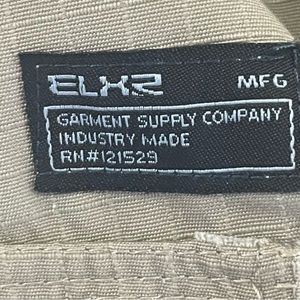 ELXR MFG
GARMENT SUPPLY COMPANY
INDUSTRY MADE
RN#121529